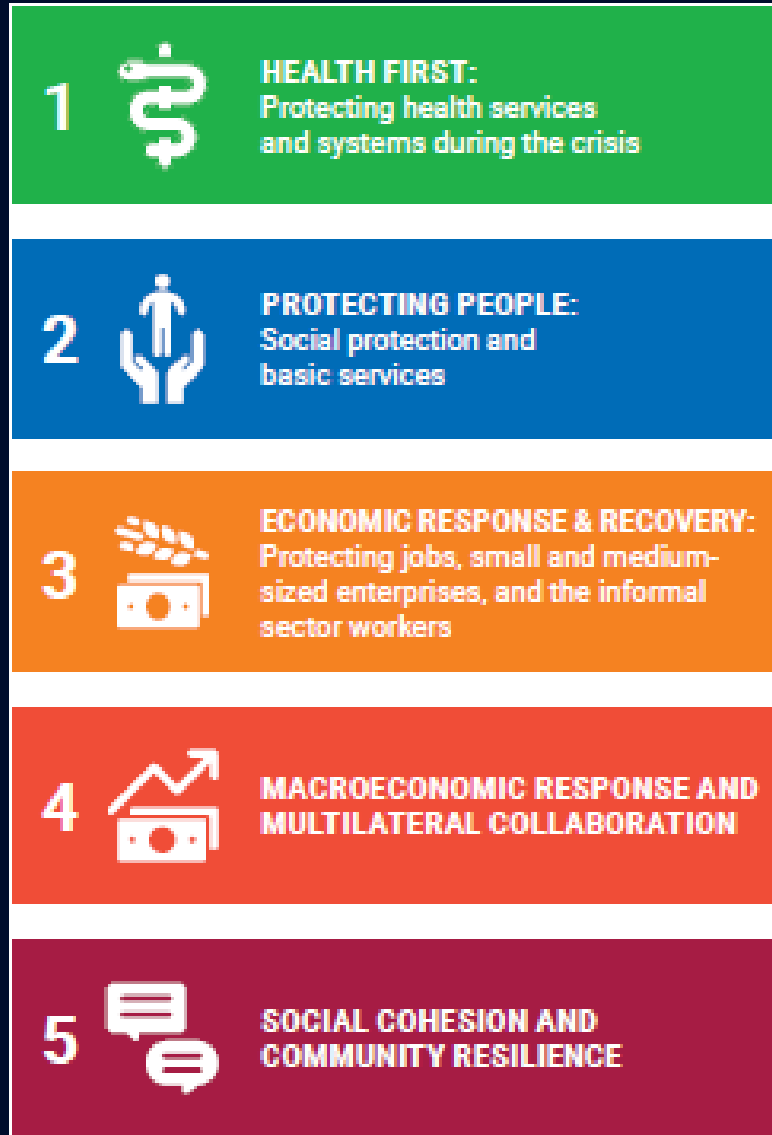 1
HEALTH FIRST:
Protecting health services
and systems during the crisis
2
PROTECTING PEOPLE:
Social protection and
basic services
3
ECONOMIC RESPONSE & RECOVERY:
Protecting jobs, small and medium-
sized enterprises, and the informal
sector workers
4
MACROECONOMIC RESPONSE AND
MULTILATERAL COLLABORATION
5
SOCIAL COHESION AND
COMMUNITY RESILIENCE